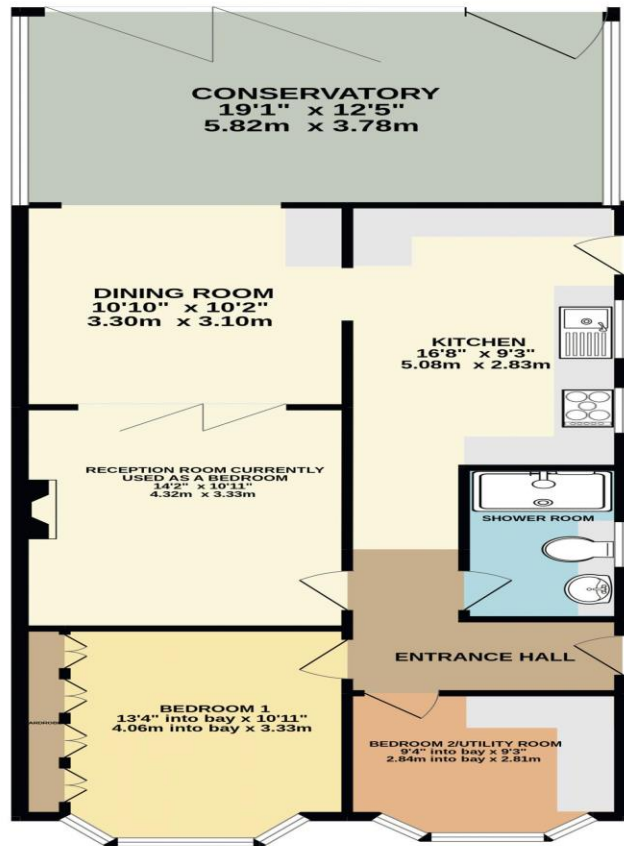 CONSERVATORY
19'1" x 12'5"
5.82m x 3.78m
DINING ROOM
10'10" x 10'2"
3.30m x 3.10m
KITCHEN
16'8" x 9'3"
5.08m x 2.83m
RECEPTION ROOM CURRENTLY
USED AS A BEDROOM
14'2" x 10'11"
4.32m x 3.33m
SHOWER ROOM
ENTRANCE HALL
BEDROOM 1
13'4" into bay x 10'11"
4.06m into bay x 3.33m
BEDROOM 2/UTILITY ROOM
9'4" into bay x 9'3"
2.84m into bay x 2.81m